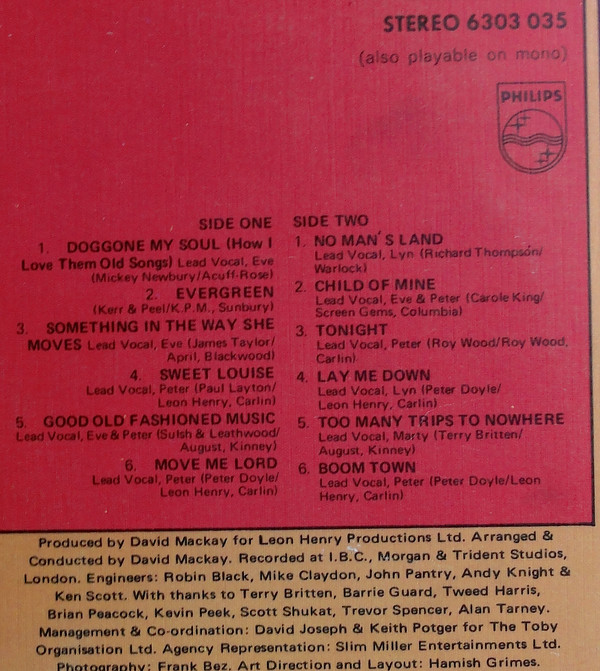 STEREO 6303 035
(also playable on mono)
PHILIPS
SIDE ONE
1. DOGGONE MY SOUL (How I
Love Them Old Songs) Lead Vocal, Eve
(Mickey Newbury/Acuff-Rose)
2. EVERGREEN
(Kerr & Peel/K.P.M., Sunbury)
3. SOMETHING IN THE WAY SHE
MOVES Lead Vocal, Eve (James Taylor/
April, Blackwood)
4. SWEET LOUISE
Lead Vocal, Peter (Paul Layton/
Leon Henry, Carlin)
5. GOOD OLD FASHIONED MUSIC
Lead Vocal, Eve & Peter (Sulsh & Leathwood/
August, Kinney)
6. MOVE ME LORD
Lead Vocal, Peter (Peter Doyle/
Leon Henry, Carlin)
SIDE TWO
1. NO MAN'S LAND
Lead Vocal, Lyn (Richard Thompson/
Warlock)
2. CHILD OF MINE
Lead Vocal, Eve & Peter (Carole King/
Screen Gems, Columbia)
3. TONIGHT
Lead Vocal, Peter (Roy Wood/Roy Wood,
Carlin)
4. LAY ME DOWN
Lead Vocal, Lyn (Peter Doyle/
Leon Henry, Carlin)
5. TOO MANY TRIPS TO NOWHERE
Lead Vocal, Marty (Terry Britten/
August, Kinney)
6. BOOM TOWN
Lead Vocal, Peter (Peter Doyle/Leon
Henry, Carlin)
Produced by David Mackay for Leon Henry Productions Ltd. Arranged &
Conducted by David Mackay. Recorded at I.B.C., Morgan & Trident Studios,
London. Engineers: Robin Black, Mike Claydon, John Pantry, Andy Knight &
Ken Scott. With thanks to Terry Britten, Barrie Guard, Tweed Harris,
Brian Peacock, Kevin Peek, Scott Shukat, Trevor Spencer, Alan Tarney.
Management & Co-ordination: David Joseph & Keith Potger for The Toby
Organisation Ltd. Agency Representation: Slim Miller Entertainments Ltd.
Photography: Frank Bez. Art Direction and Layout: Hamish Grimes.